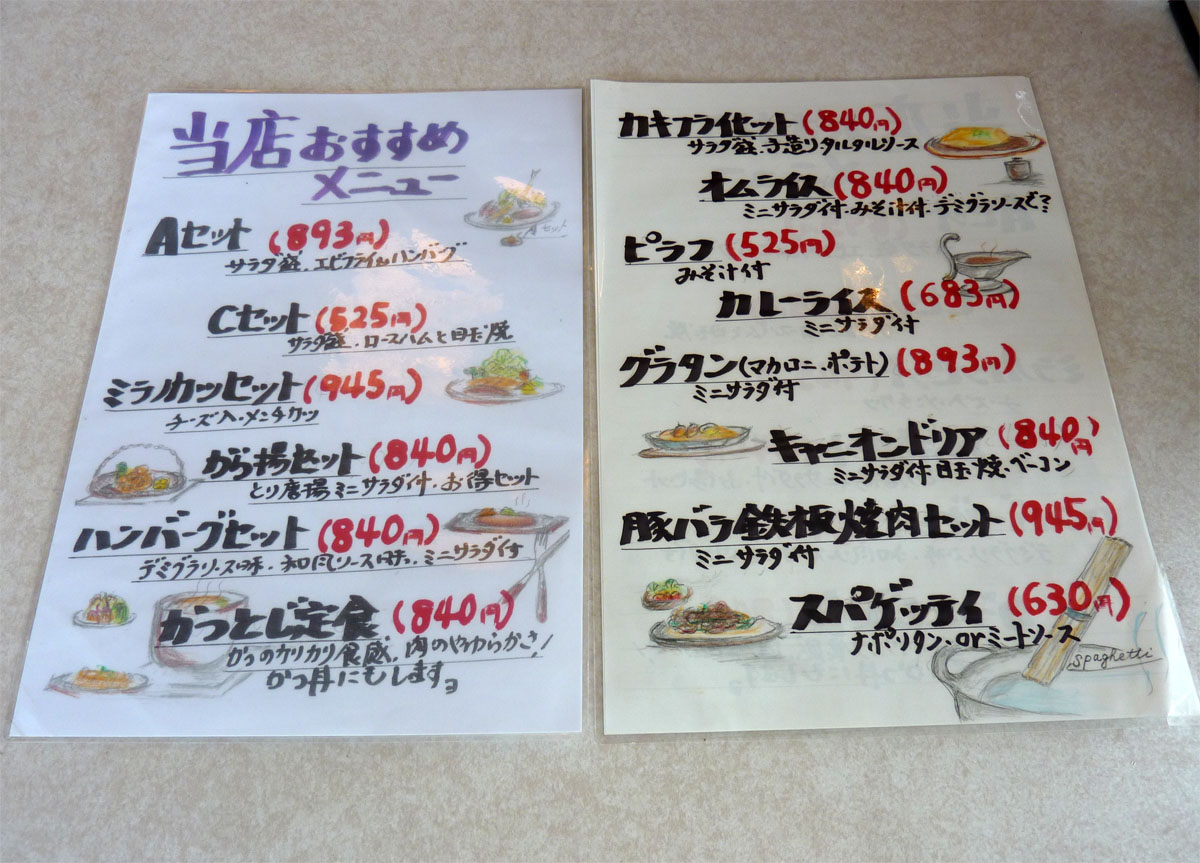 当店おすすめ
メニュー
Aセット
Aセット (893円)
サラダ盛、エビフライ、ハンバーグ
Cセット (525円)
サラダ盛、ロースハムと目玉焼
ミラノカツセット (945円)
チーズ入、メンチカツ
から揚セット (840円)
とり唐揚ミニサラダ付、お得セット
ハンバーグセット (840円)
デミグラソース味、和風ソース味、ミニサラダ付
かつとじ定食 (840円)
かつのカリカリ食感、肉のやわらかさ!
かつ丼にもしますョ
カキフライセット (840円)
サラダ盛、手造りタルタルソース
オムライス (840円)
ミニサラダ付、みそ汁付、デミグラソースで?
ピラフ (525円)
みそ汁付
カレーライス (683円)
ミニサラダ付
グラタン(マカロニ、ポテト) (893円)
ミニサラダ付
キャニオンドリア (840円)
ミニサラダ付 目玉焼、ベーコン
豚バラ鉄板焼肉セット (945円)
ミニサラダ付
スパゲッティ (630円)
ナポリタン、orミートソース
Spaghetti